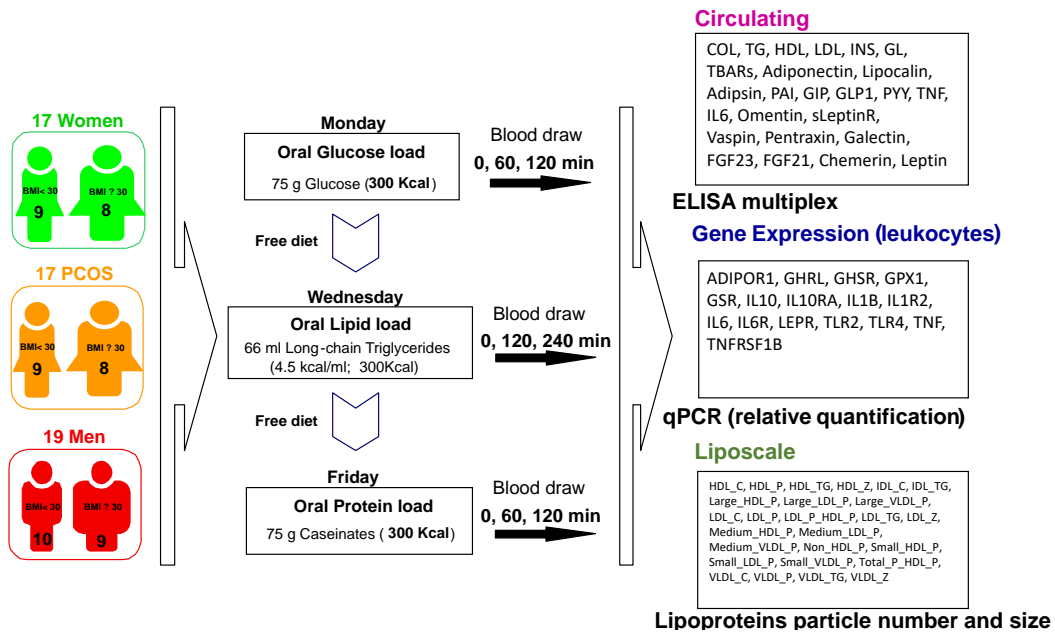 17 Women
BMI< 30
9
BMI ? 30
8
17 PCOS
BMI< 30
9
BMI ? 30
8
19 Men
BMI< 30
10
BMI ? 30
9
Monday
Oral Glucose load
75 g Glucose (300 Kcal)
Free diet
Wednesday
Oral Lipid load
66 ml Long-chain Triglycerides
(4.5 kcal/ml; 300Kcal)
Free diet
Friday
Oral Protein load
75 g Caseinates ( 300 Kcal)
Blood draw
0, 60, 120 min
Blood draw
0, 120, 240 min
Blood draw
0, 60, 120 min
Circulating
COL, TG, HDL, LDL, INS, GL,
TBARs, Adiponectin, Lipocalin,
Adipsin, PAI, GIP, GLP1, PYY, TNF,
IL6, Omentin, sLeptinR,
Vaspin, Pentraxin, Galectin,
FGF23, FGF21, Chemerin, Leptin
ELISA multiplex
Gene Expression (leukocytes)
ADIPOR1, GHRL, GHSR, GPX1,
GSR, IL10, IL10RA, IL1B, IL1R2,
IL6, IL6R, LEPR, TLR2, TLR4, TNF,
TNFRSF1B
qPCR (relative quantification)
Liposcale
HDL_C, HDL_P, HDL_TG, HDL_Z, IDL_C, IDL_TG,
Large_HDL_P, Large_LDL_P, Large_VLDL_P,
LDL_C, LDL_P, LDL_P_HDL_P, LDL_TG, LDL_Z,
Medium_HDL_P, Medium_LDL_P,
Medium_VLDL_P, Non_HDL_P, Small_HDL_P,
Small_LDL_P, Small_VLDL_P, Total_P_HDL_P,
VLDL_C, VLDL_P, VLDL_TG, VLDL_Z
Lipoproteins particle number and size